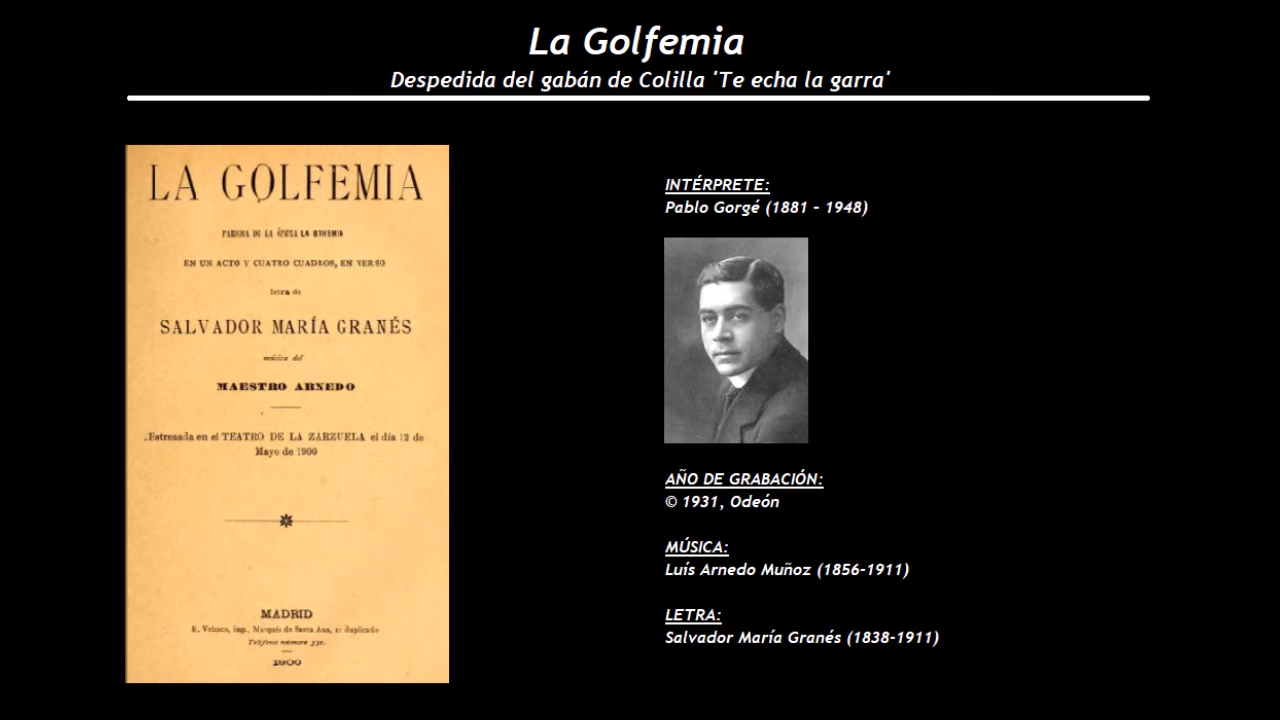 La Golfemia
Despedida del gabán de Colilla 'Te echa la garra'
LA GOLFEMIA
PARODIA DE LA ÓPERA LA BOHEMIA
EN UN ACTO Y CUATRO CUADROS, EN VERSO
letra de
SALVADOR MARÍA GRANÉS
música del
MAESTRO ARNEDO
Estrenada en el TEATRO DE LA ZARZUELA el día 12 de
Mayo de 1900
MADRID
R. Velasco, imp., Marqués de Santa Ana, 11 duplicado
Teléfono número 551.
1900
INTÉRPRETE:
Pablo Gorgé (1881 – 1948)
AÑO DE GRABACIÓN:
© 1931, Odeón
MÚSICA:
Luís Arnedo Muñoz (1856-1911)
LETRA:
Salvador María Granés (1838-1911)